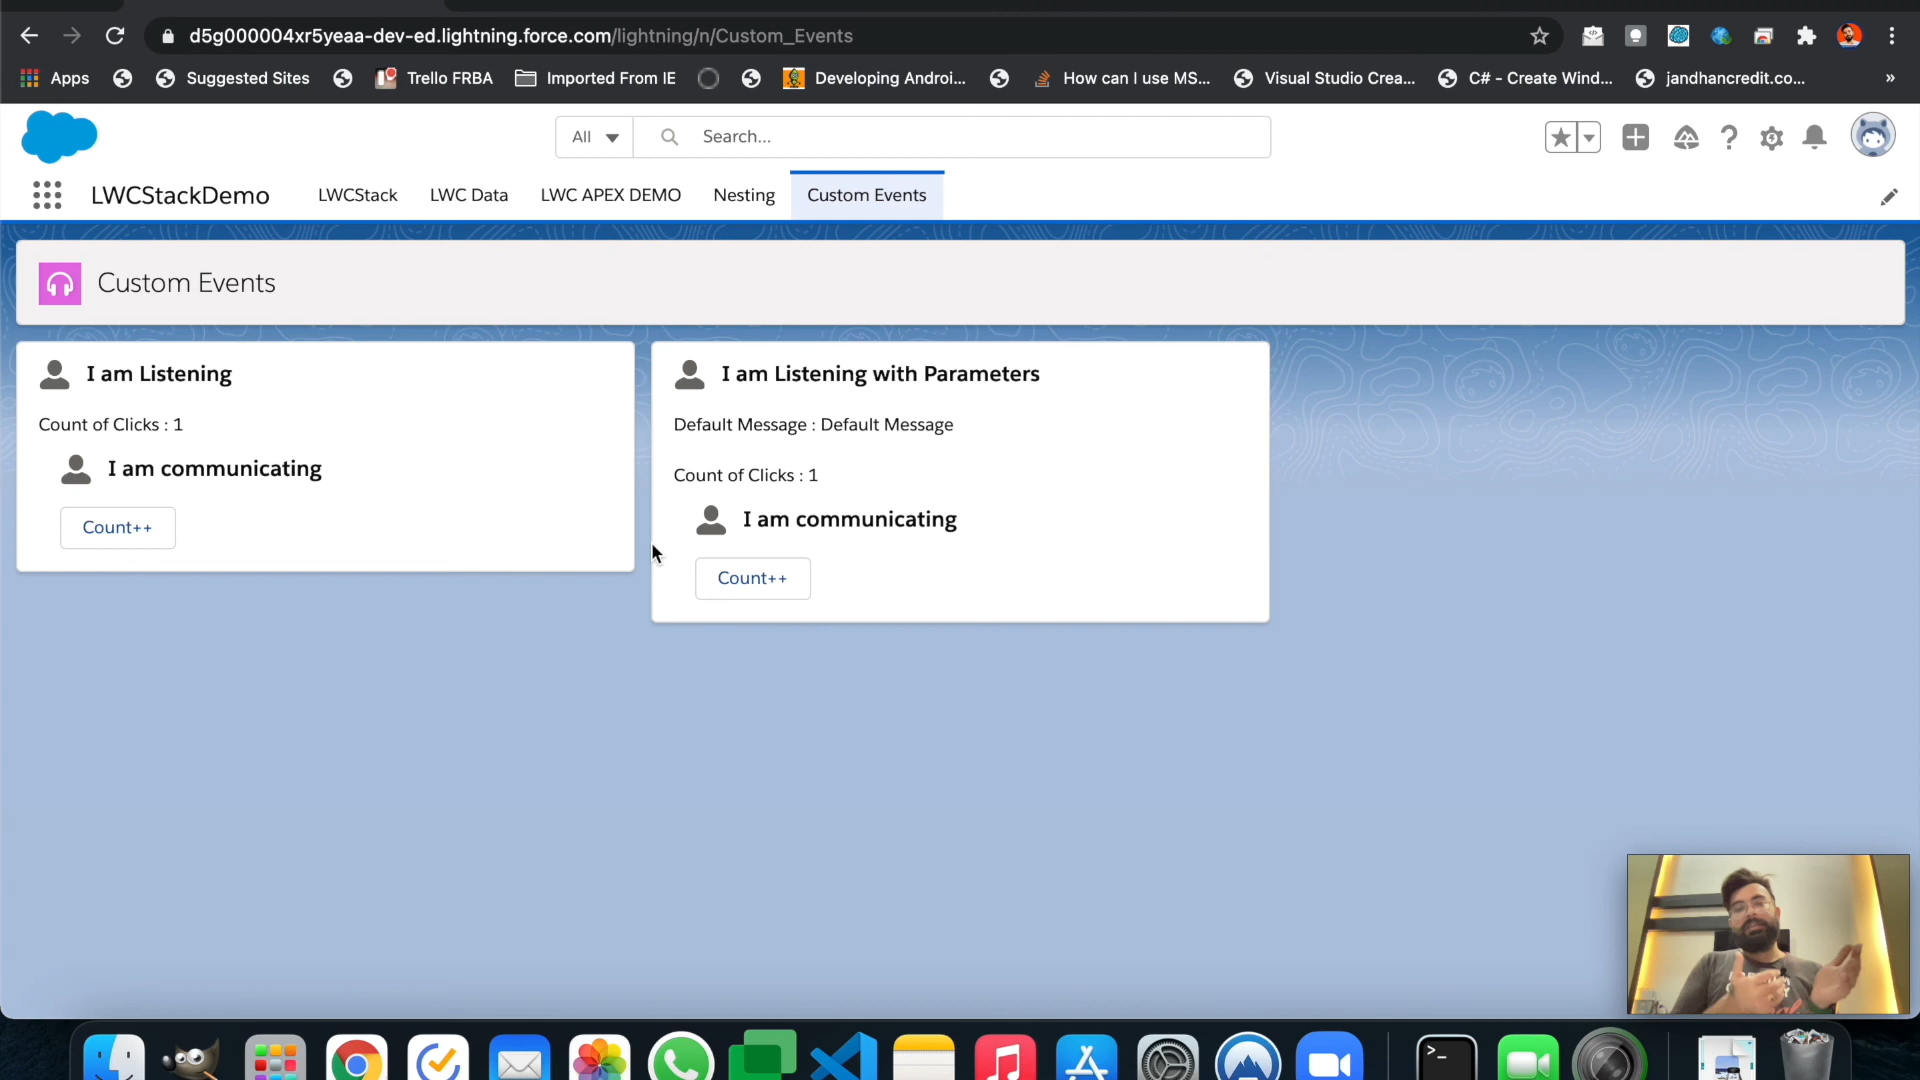 d5g000004xr5yeaa-dev-ed.lightning.force.com/lightning/n/Custom_Events
Apps Suggested Sites Trello FRBA Imported From IE Developing Androi... How can I use MS... Visual Studio Crea... C# - Create Wind... jandhancredit.co... »
All Search...
LWCStackDemo LWCStack LWC Data LWC APEX DEMO Nesting Custom Events
Custom Events
I am Listening
Count of Clicks : 1
I am communicating
Count++
I am Listening with Parameters
Default Message : Default Message
Count of Clicks : 1
I am communicating
Count++